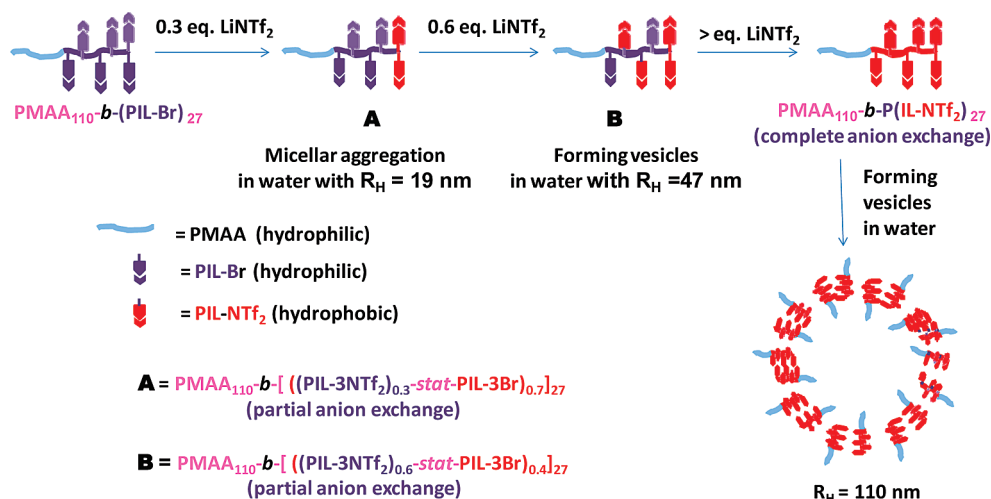 0.3 eq. LiNTf₂
0.6 eq. LiNTf₂
> eq. LiNTf₂
PMAA₁₁₀-b-(PIL-Br) ₂₇
A
B
PMAA₁₁₀-b-P(IL-NTf₂) ₂₇
(complete anion exchange)
Micellar aggregation
in water with R_H = 19 nm
Forming vesicles
in water with R_H =47 nm
Forming
vesicles
in water
= PMAA (hydrophilic)
= PIL-Br (hydrophilic)
= PIL-NTf₂ (hydrophobic)
A = PMAA₁₁₀-b-[ ((PIL-3NTf₂)₀.₃-stat-PIL-3Br)₀.₇]₂₇
(partial anion exchange)
B = PMAA₁₁₀-b-[ ((PIL-3NTf₂)₀.₆-stat-PIL-3Br)₀.₄]₂₇
(partial anion exchange)
R_H = 110 nm